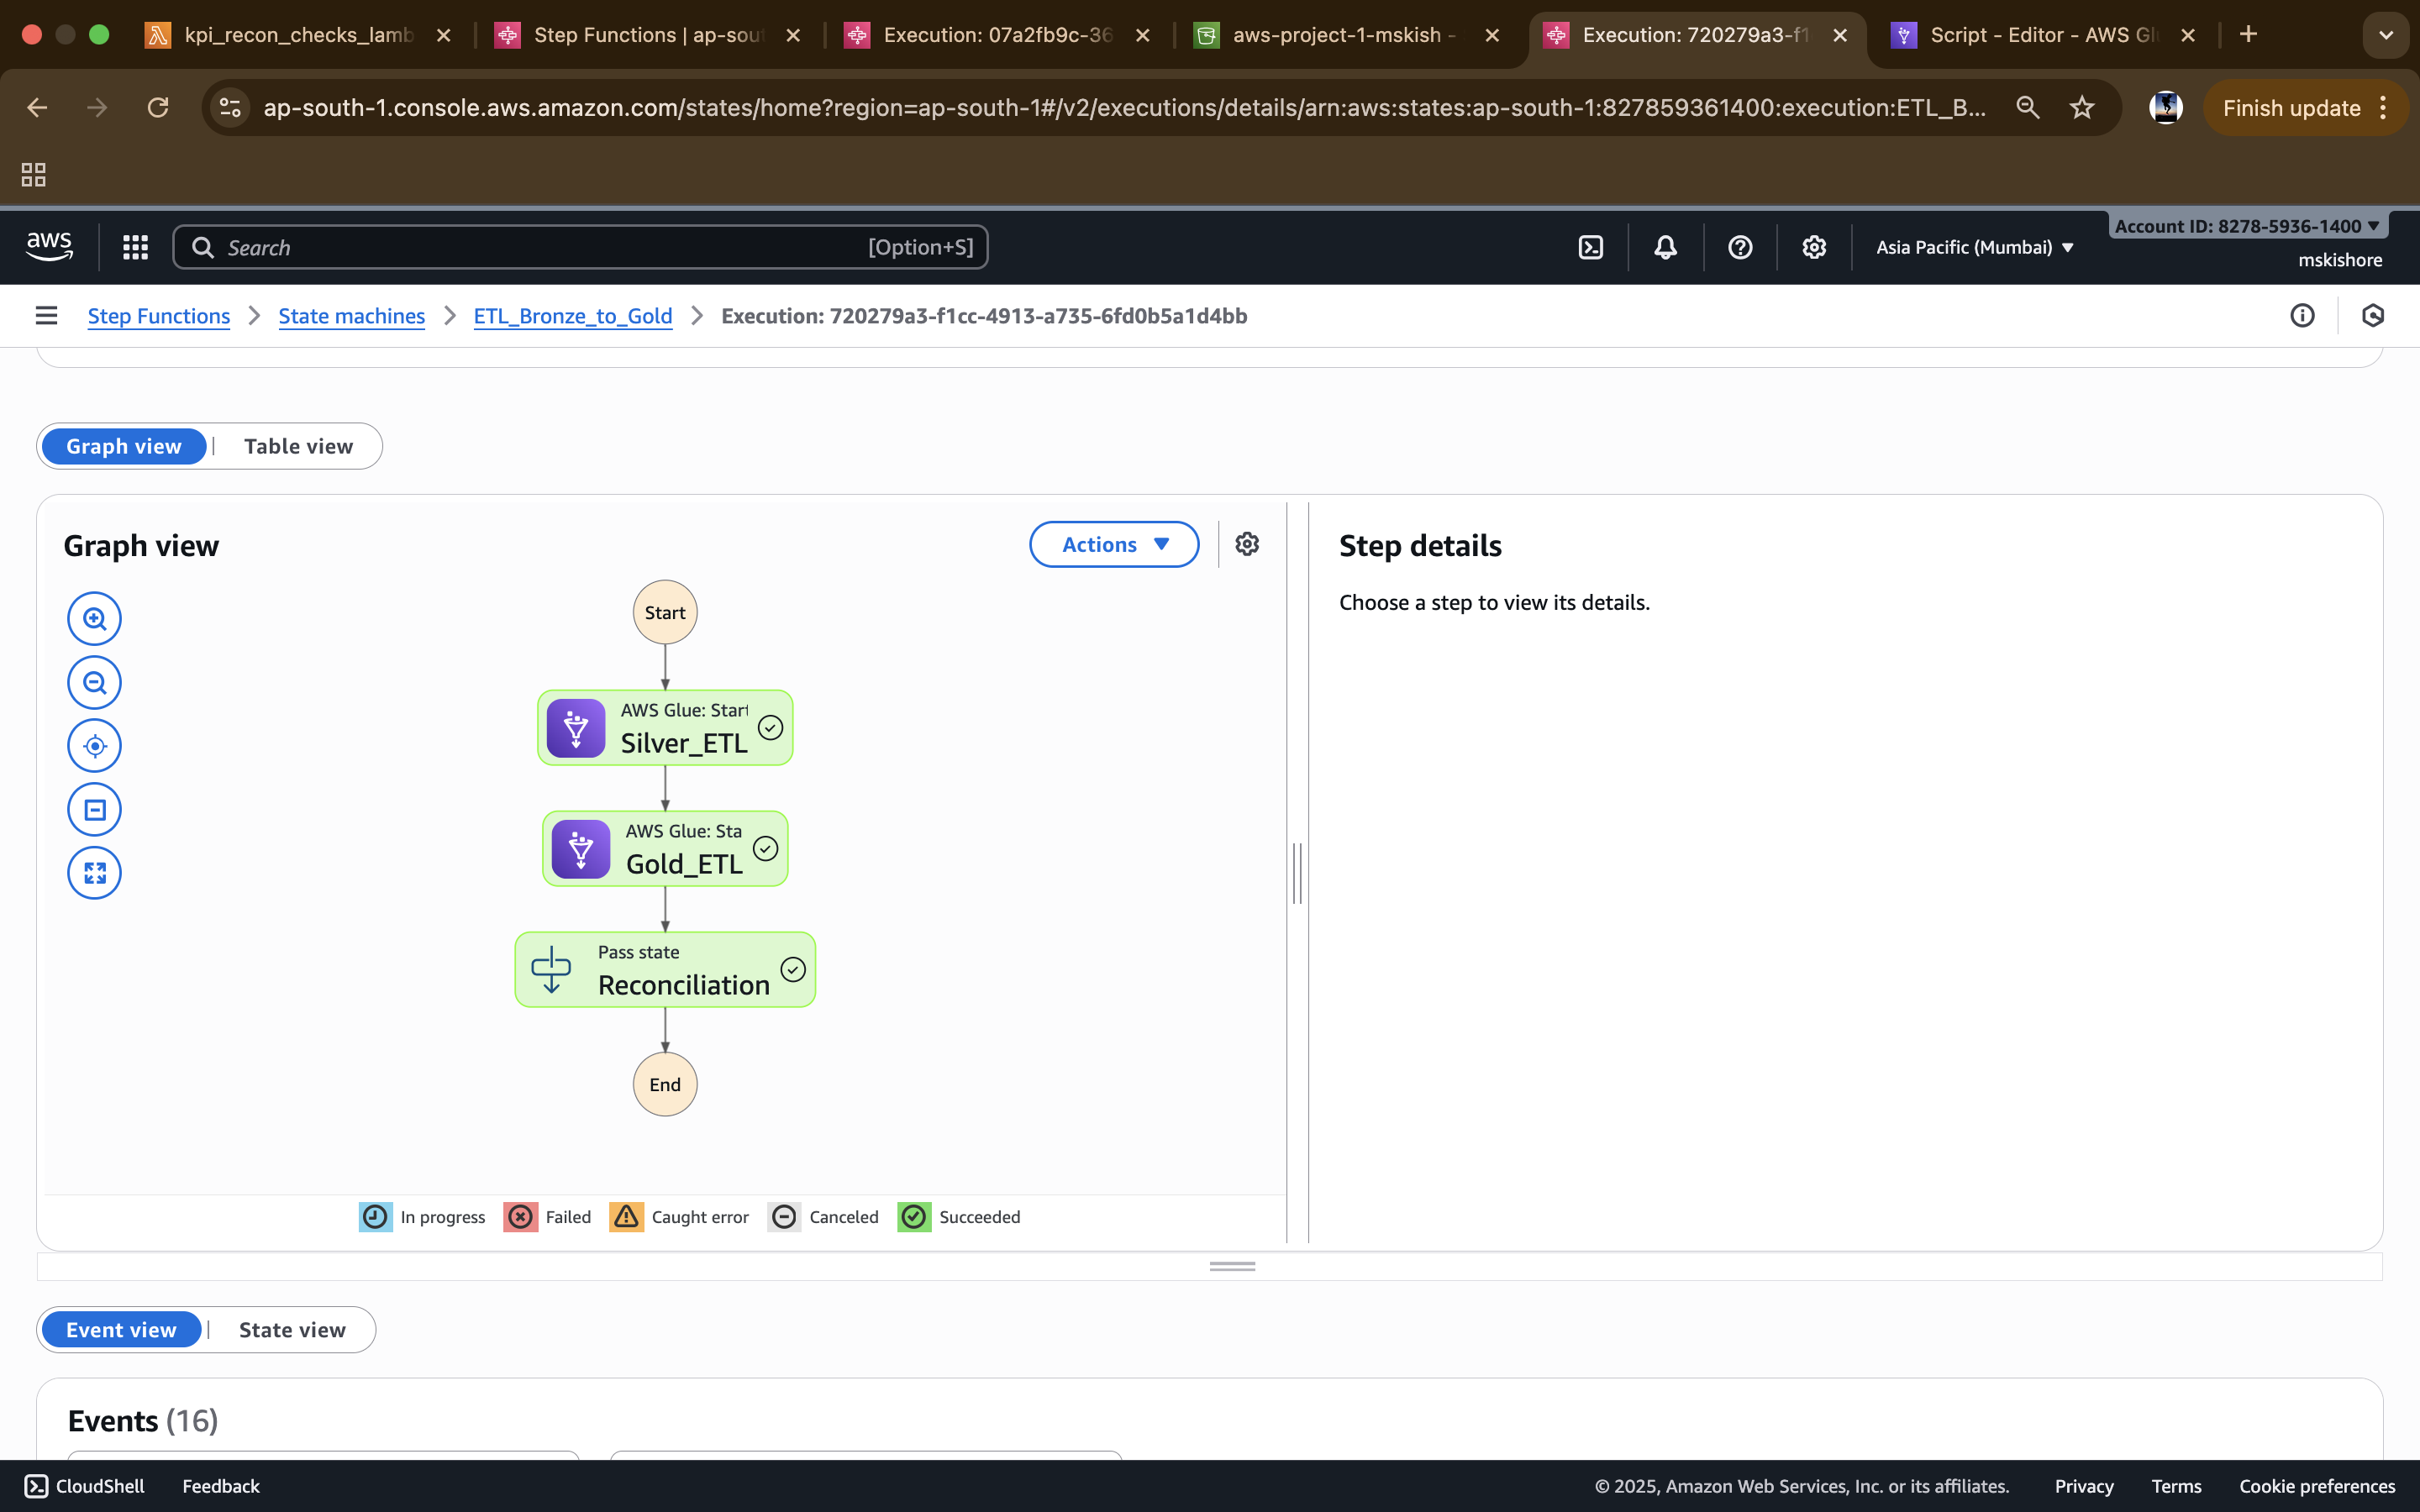 kpi_recon_checks_lamb
Step Functions | ap-sout
Execution: 07a2fb9c-36
aws-project-1-mskish -
Execution: 720279a3-f1
Script - Editor - AWS Gl
ap-south-1.console.aws.amazon.com/states/home?region=ap-south-1#/v2/executions/details/arn:aws:states:ap-south-1:827859361400:execution:ETL_B...
Finish update
aws
Search
[Option+S]
Asia Pacific (Mumbai)
Account ID: 8278-5936-1400
mskishore
Step Functions
State machines
ETL_Bronze_to_Gold
Execution: 720279a3-f1cc-4913-a735-6fd0b5a1d4bb
Graph view
Table view
Graph view
Actions
Step details
Choose a step to view its details.
Start
AWS Glue: Start
Silver_ETL
AWS Glue: Sta
Gold_ETL
Pass state
Reconciliation
End
In progress
Failed
Caught error
Canceled
Succeeded
Event view
State view
Events (16)
CloudShell
Feedback
© 2025, Amazon Web Services, Inc. or its affiliates.
Privacy
Terms
Cookie preferences